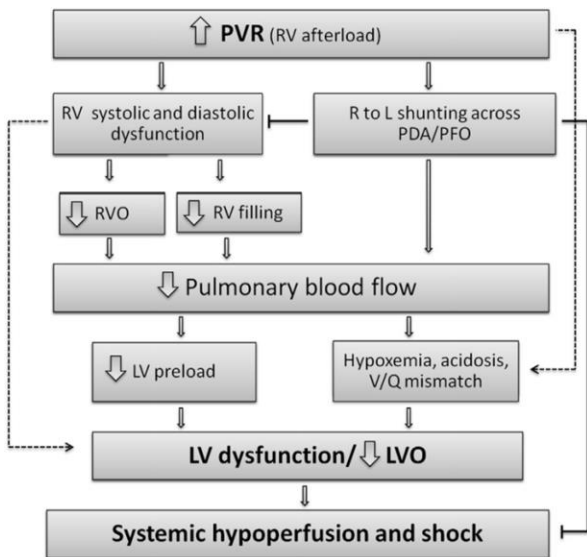 PVR (RV afterload)
RV systolic and diastolic
dysfunction
R to L shunting across
PDA/PFO
RVO
RV filling
Pulmonary blood flow
LV preload
Hypoxemia, acidosis,
V/Q mismatch
LV dysfunction/ LVO
Systemic hypoperfusion and shock